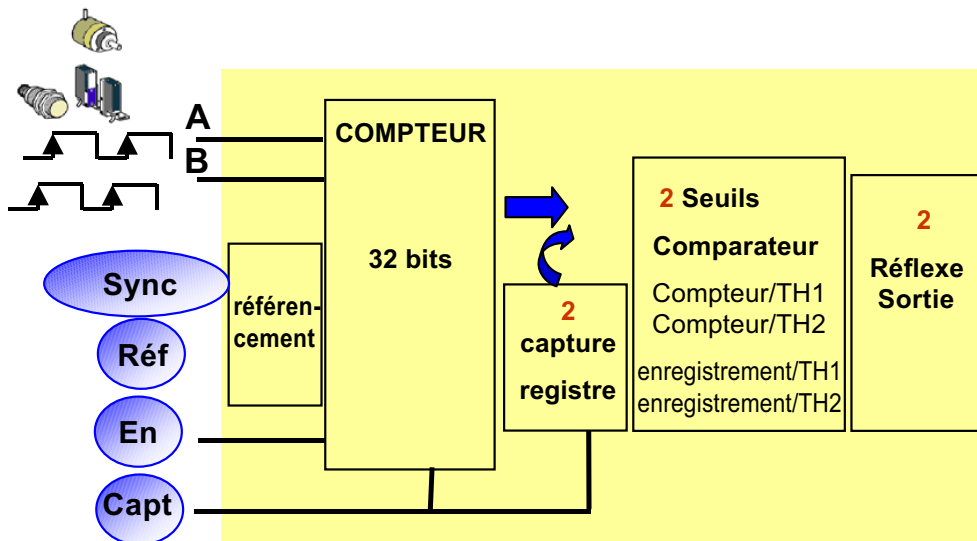 A
B
COMPTEUR
32 bits
Sync
Réf
En
Capt
référen-
cement
2
capture
registre
2 Seuils
Comparateur
Compteur/TH1
Compteur/TH2
enregistrement/TH1
enregistrement/TH2
2
Réflexe
Sortie